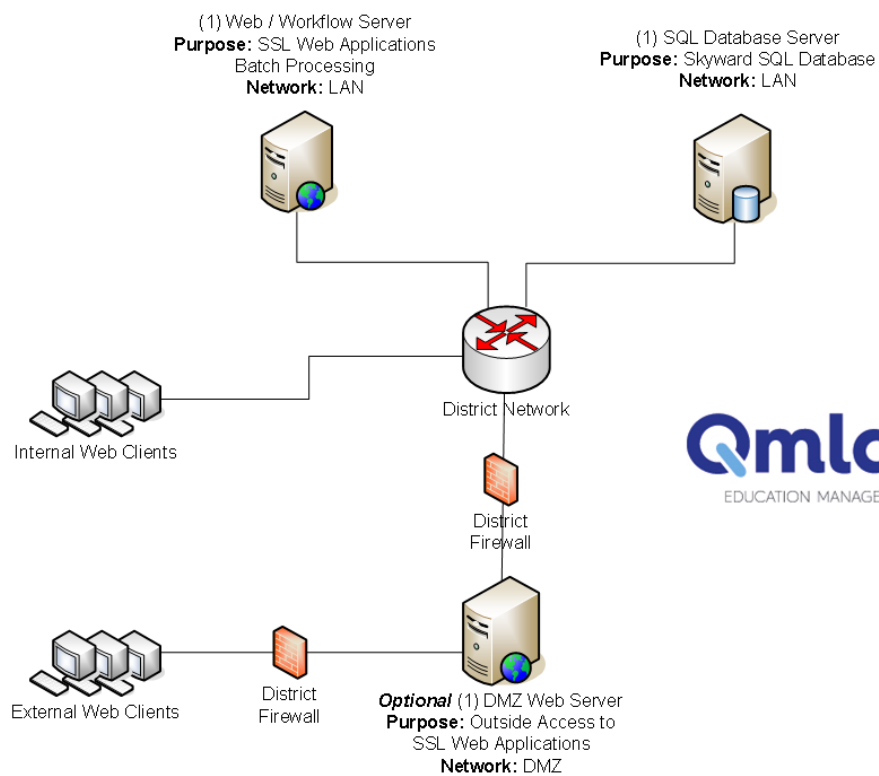 (1) Web / Workflow Server
Purpose: SSL Web Applications
Batch Processing
Network: LAN
(1) SQL Database Server
Purpose: Skyward SQL Database
Network: LAN
District Network
Internal Web Clients
EDUCATION
District
Firewall
External Web Clients
District
Firewall
Optional (1) DMZ Web Server
Purpose: Outside Access to
SSL Web Applications
Network: DMZ